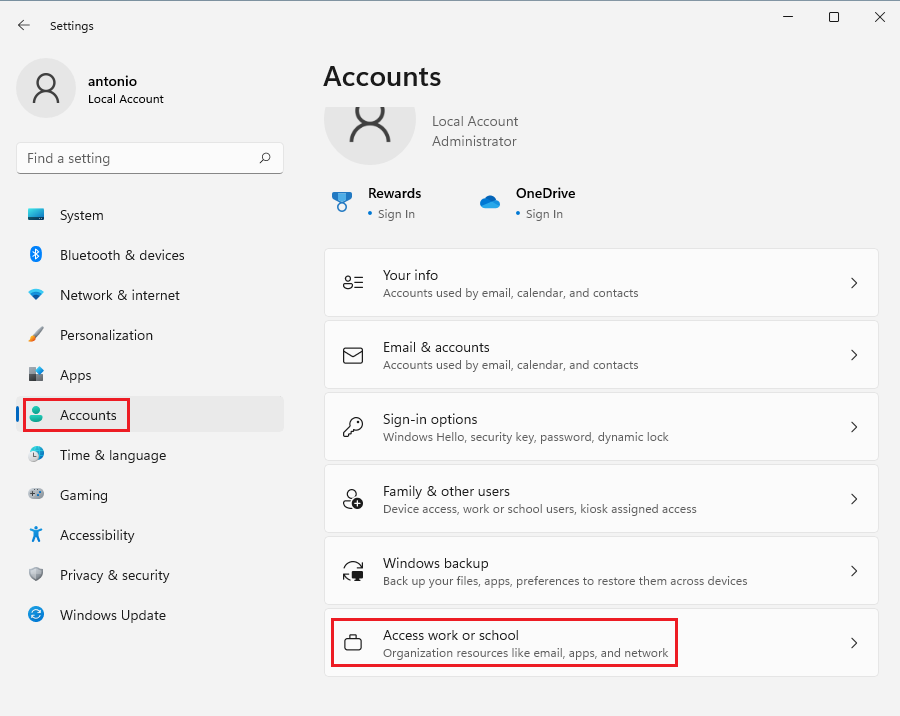 Settings
antonio
Local Account
Find a setting
System
Bluetooth & devices
Network & internet
Personalization
Apps
Accounts
Time & language
Gaming
Accessibility
Privacy & security
Windows Update
Accounts
Local Account
Administrator
Rewards
• Sign In
OneDrive
• Sign In
Your info
Accounts used by email, calendar, and contacts
Email & accounts
Accounts used by email, calendar, and contacts
Sign-in options
Windows Hello, security key, password, dynamic lock
Family & other users
Device access, work or school users, kiosk assigned access
Windows backup
Back up your files, apps, preferences to restore them across devices
Access work or school
Organization resources like email, apps, and network